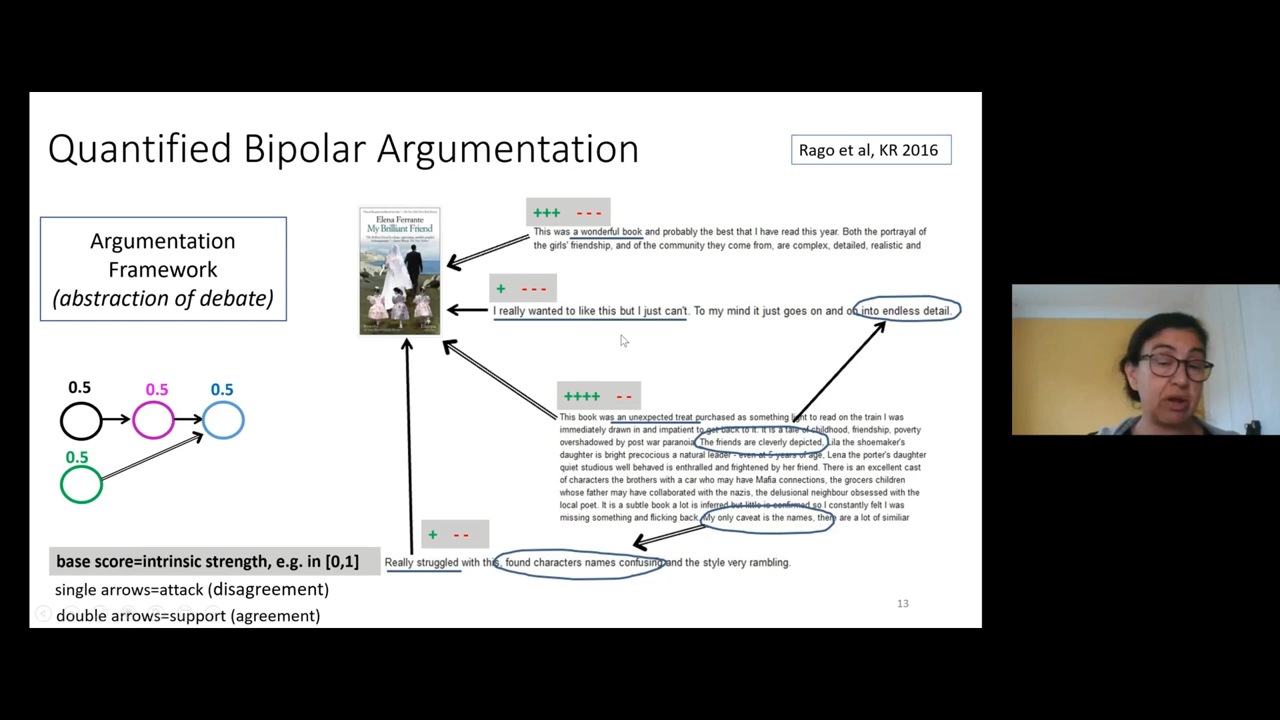 Quantified Bipolar Argumentation
Rago et al, KR 2016
Argumentation
Framework
(abstraction of debate)
Elena Ferrante
My Brilliant Friend
+++ ---
This was a wonderful book and probably the best that I have read this year. Both the portrayal of
the girls' friendship, and of the community they come from, are complex, detailed, realistic and
+ ---
I really wanted to like this but I just can't. To my mind it just goes on and on into endless detail.
0.5 0.5 0.5
0.5
++++ --
This book was an unexpected treat purchased as something light to read on the train I was
immediately drawn in and impatient to get back to it. It is a tale of childhood, friendship, poverty
overshadowed by post war paranoia. The friends are cleverly depicted. Lila the shoemaker's
daughter is bright precocious a natural leader - even at 5 years of age, Lena the porter's daughter
quiet studious well behaved is enthralled and frightened by her friend. There is an excellent cast
of characters the brothers with a car who may have Mafia connections, the grocers children
whose father may have collaborated with the nazis, the delusional neighbour obsessed with the
local poet. It is a subtle book a lot is inferred but little is confirmed so I constantly felt I was
missing something and flicking back. My only caveat is the names, there are a lot of similiar
+ --
Really struggled with this, found characters names confusing and the style very rambling.
base score=intrinsic strength, e.g. in [0,1]
single arrows=attack (disagreement)
double arrows=support (agreement)
13